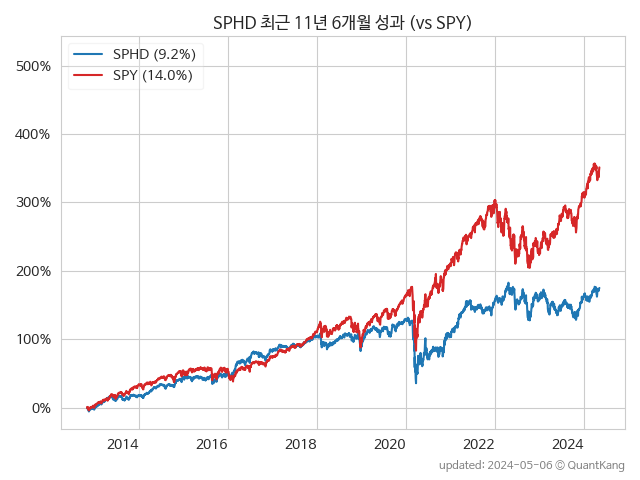 SPHD 최근 11년 6개월 성과 (vs SPY)
SPHD (9.2%)
SPY (14.0%)
500%
400%
300%
200%
100%
0%
2014 2016 2018 2020 2022 2024
updated: 2024-05-06 © QuantKang